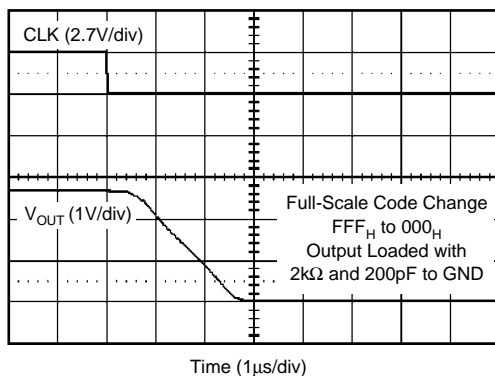 CLK (2.7V/div)
V_OUT (1V/div)
Full-Scale Code Change
FFF_H to 000_H
Output Loaded with
2kΩ and 200pF to GND
Time (1µs/div)